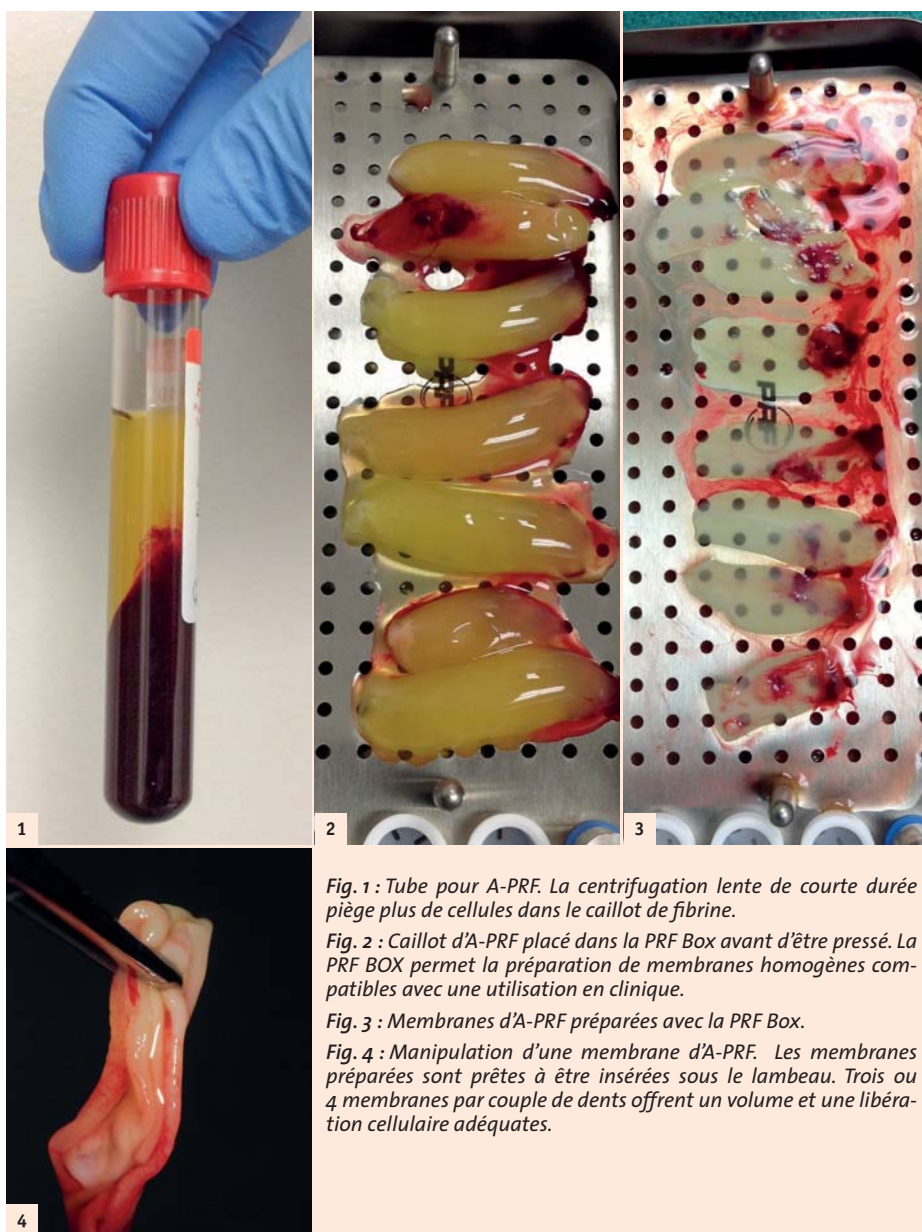 1
2
3
4
PRF
PRF
Fig. 1 : Tube pour A-PRF. La centrifugation lente de courte durée
piège plus de cellules dans le caillot de fibrine.
Fig. 2 : Caillot d’A-PRF placé dans la PRF Box avant d’être pressé. La
PRF BOX permet la préparation de membranes homogènes com-
patibles avec une utilisation en clinique.
Fig. 3 : Membranes d’A-PRF préparées avec la PRF Box.
Fig. 4 : Manipulation d’une membrane d’A-PRF. Les membranes
préparées sont prêtes à être insérées sous le lambeau. Trois ou
4 membranes par couple de dents offrent un volume et une libéra-
tion cellulaire adéquates.